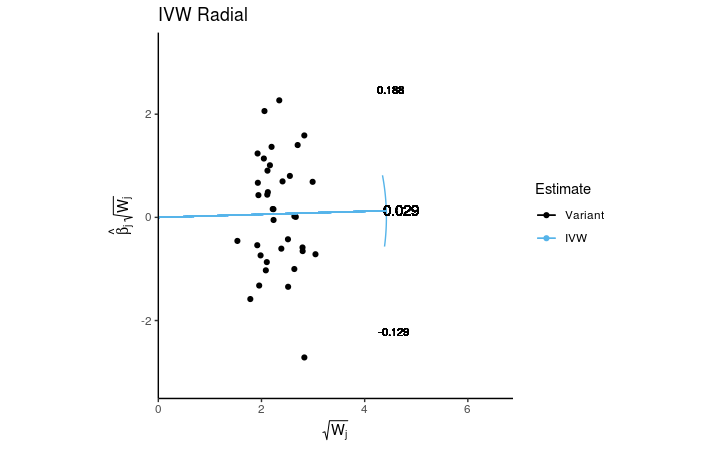 IVW Radial
0.188
2
Estimate
Variant
0
0.029
IVW
β̂j√Wj
-2
-0.129
0 2 4 6
√Wj